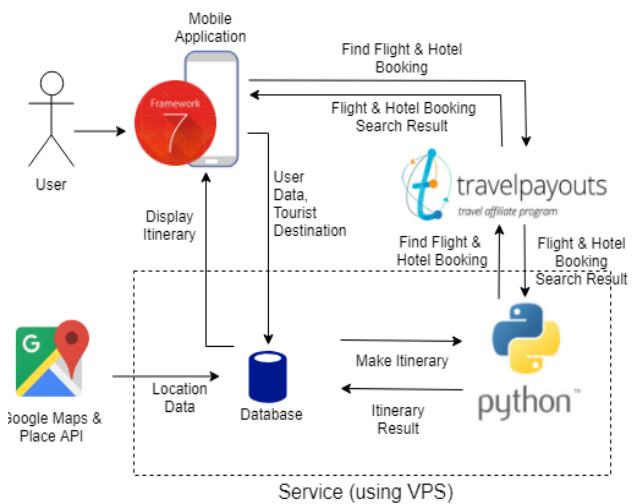 Mobile
Application
Framework
7
User
Find Flight & Hotel
Booking
Flight & Hotel Booking
Search Result
travelpayouts
travel affiliate program
User
Data,
Tourist
Destination
Display
Itinerary
Find Flight &
Hotel Booking
Flight & Hotel
Booking
Search Result
G
Google Maps &
Place API
Location
Data
Database
Make Itinerary
Itinerary
Result
python™
Service (using VPS)